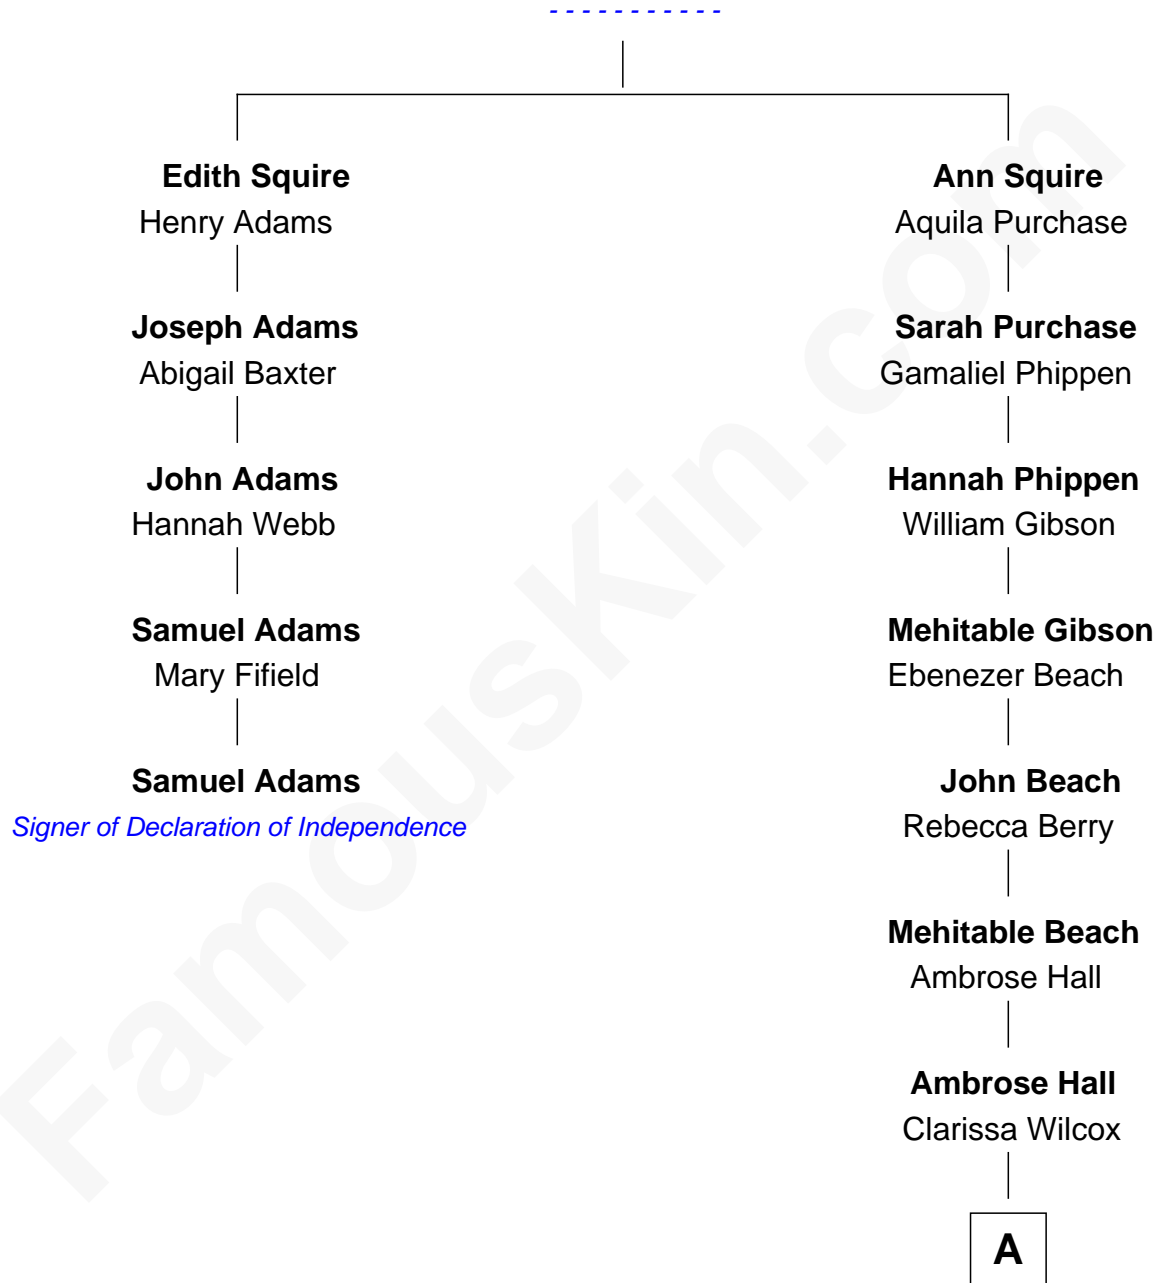 - - - - - - - - - - -
Edith Squire
Henry Adams
Ann Squire
Aquila Purchase
Joseph Adams
Abigail Baxter
Sarah Purchase
Gamaliel Phippen
John Adams
Hannah Webb
Hannah Phippen
William Gibson
Samuel Adams
Mary Fifield
Mehitable Gibson
Ebenezer Beach
Samuel Adams
Signer of Declaration of Independence
John Beach
Rebecca Berry
Mehitable Beach
Ambrose Hall
Ambrose Hall
Clarissa Wilcox
A
FamousKin.com